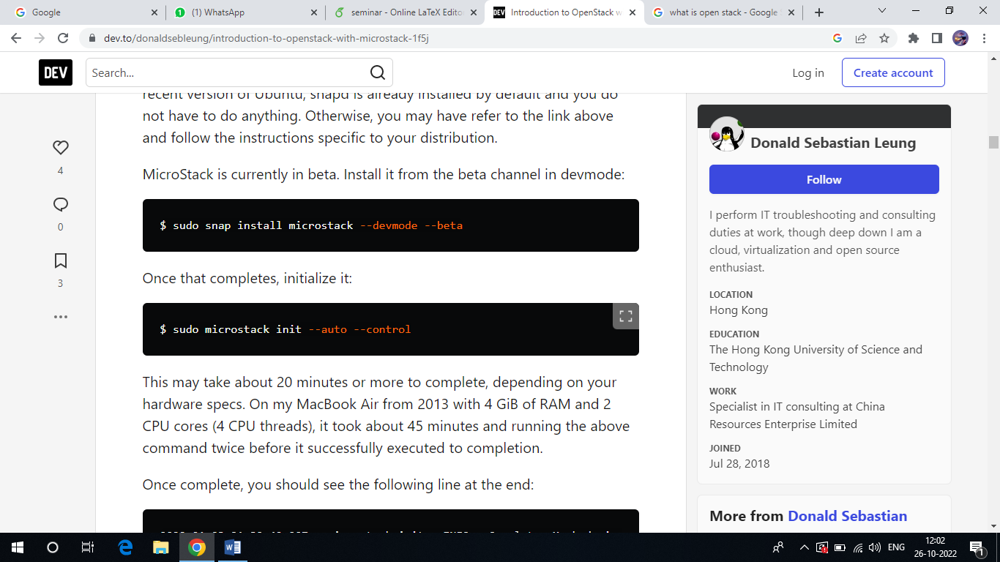 Google
(1) WhatsApp
seminar - Online LaTeX Edito
DEV
Introduction to OpenStack w
what is open stack - Google S
dev.to/donaldsebleung/introduction-to-openstack-with-microstack-1f5j
DEV
Search...
Log in
Create account
recent version of Ubuntu, snapd is already installed by default and you do
not have to do anything. Otherwise, you may have refer to the link above
and follow the instructions specific to your distribution.
4
0
3
MicroStack is currently in beta. Install it from the beta channel in devmode:
$ sudo snap install microstack --devmode --beta
Once that completes, initialize it:
$ sudo microstack init --auto --control
This may take about 20 minutes or more to complete, depending on your
hardware specs. On my MacBook Air from 2013 with 4 GiB of RAM and 2
CPU cores (4 CPU threads), it took about 45 minutes and running the above
command twice before it successfully executed to completion.
Once complete, you should see the following line at the end:
Donald Sebastian Leung
Follow
I perform IT troubleshooting and consulting
duties at work, though deep down I am a
cloud, virtualization and open source
enthusiast.
LOCATION
Hong Kong
EDUCATION
The Hong Kong University of Science and
Technology
WORK
Specialist in IT consulting at China
Resources Enterprise Limited
JOINED
Jul 28, 2018
More from Donald Sebastian
ENG
12:02
26-10-2022
1